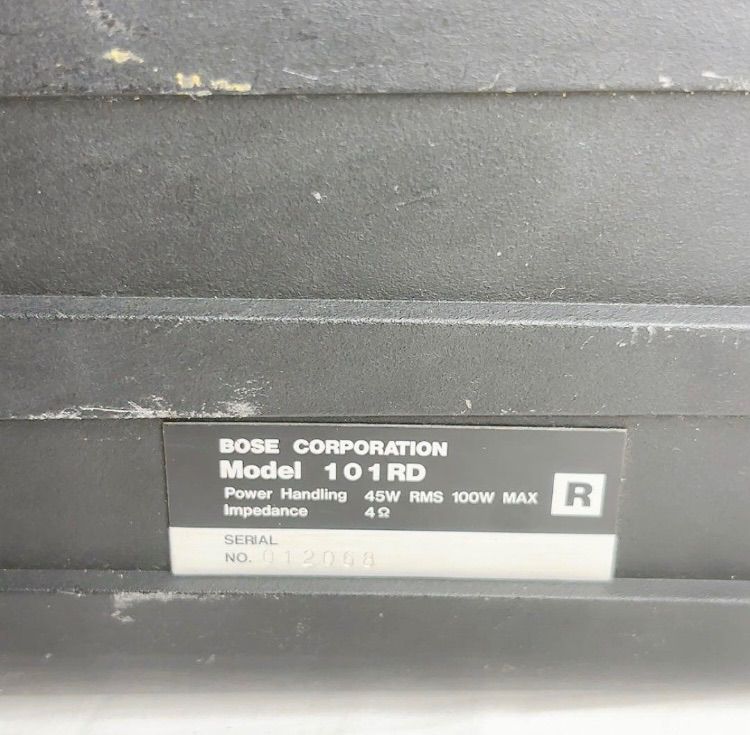 BOSE CORPORATION
Model 101RD
Power Handling 45W RMS 100W MAX
Impedance 4Ω
R
SERIAL
NO. 012068